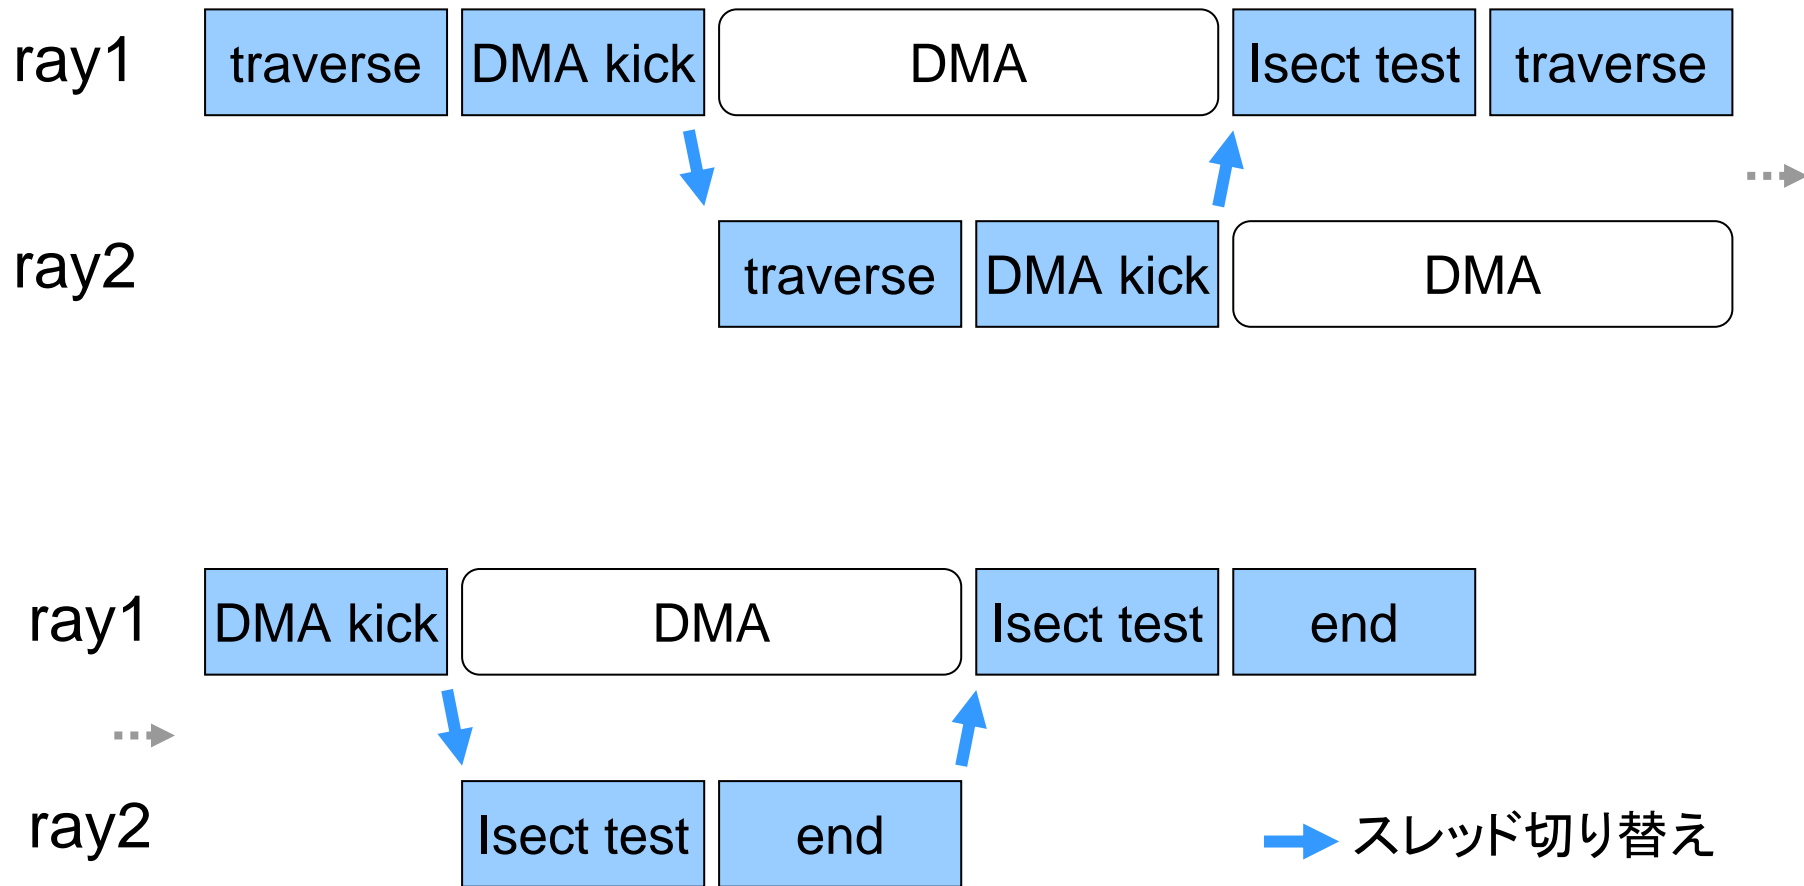 ray1 traverse DMA kick DMA Isect test traverse
ray2 traverse DMA kick DMA
ray1 DMA kick DMA Isect test end
ray2 Isect test end スレッド切り替え